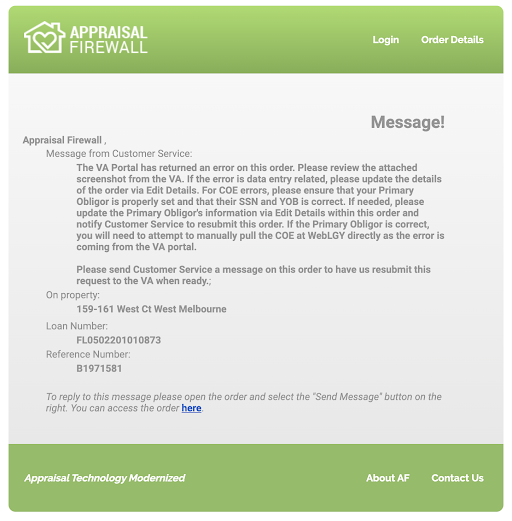 APPRAISAL
FIREWALL
Login Order Details
Message!
Appraisal Firewall ,
Message from Customer Service:
The VA Portal has returned an error on this order. Please review the attached
screenshot from the VA. If the error is data entry related, please update the details
of the order via Edit Details. For COE errors, please ensure that your Primary
Obligor is properly set and that their SSN and YOB is correct. If needed, please
update the Primary Obligor's information via Edit Details within this order and
notify Customer Service to resubmit this order. If the Primary Obligor is correct,
you will need to attempt to manually pull the COE at WebLGY directly as the error is
coming from the VA portal.
Please send Customer Service a message on this order to have us resubmit this
request to the VA when ready.;
On property:
159-161 West Ct West Melbourne
Loan Number:
FL0502201010873
Reference Number:
B1971581
To reply to this message please open the order and select the "Send Message" button on the
right. You can access the order here.
Appraisal Technology Modernized
About AF Contact Us